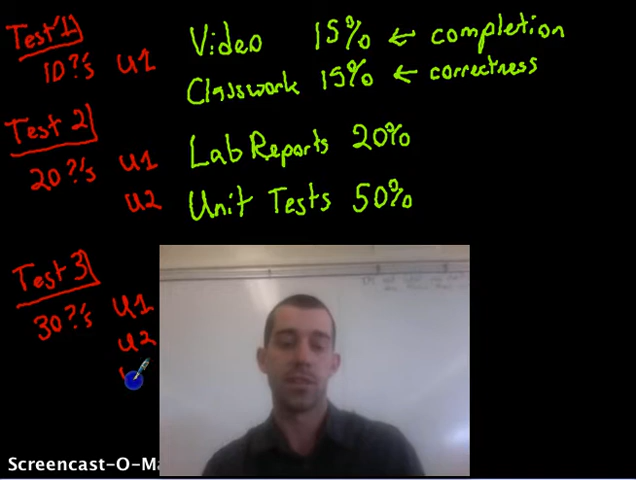 Test 1
10 ?'s U1
Test 2
20 ?'s U1
U2
Test 3
30 ?'s U1
U2
Video 15% ← completion
Classwork 15% ← correctness
Lab Reports 20%
Unit Tests 50%
Screencast-O-Ma